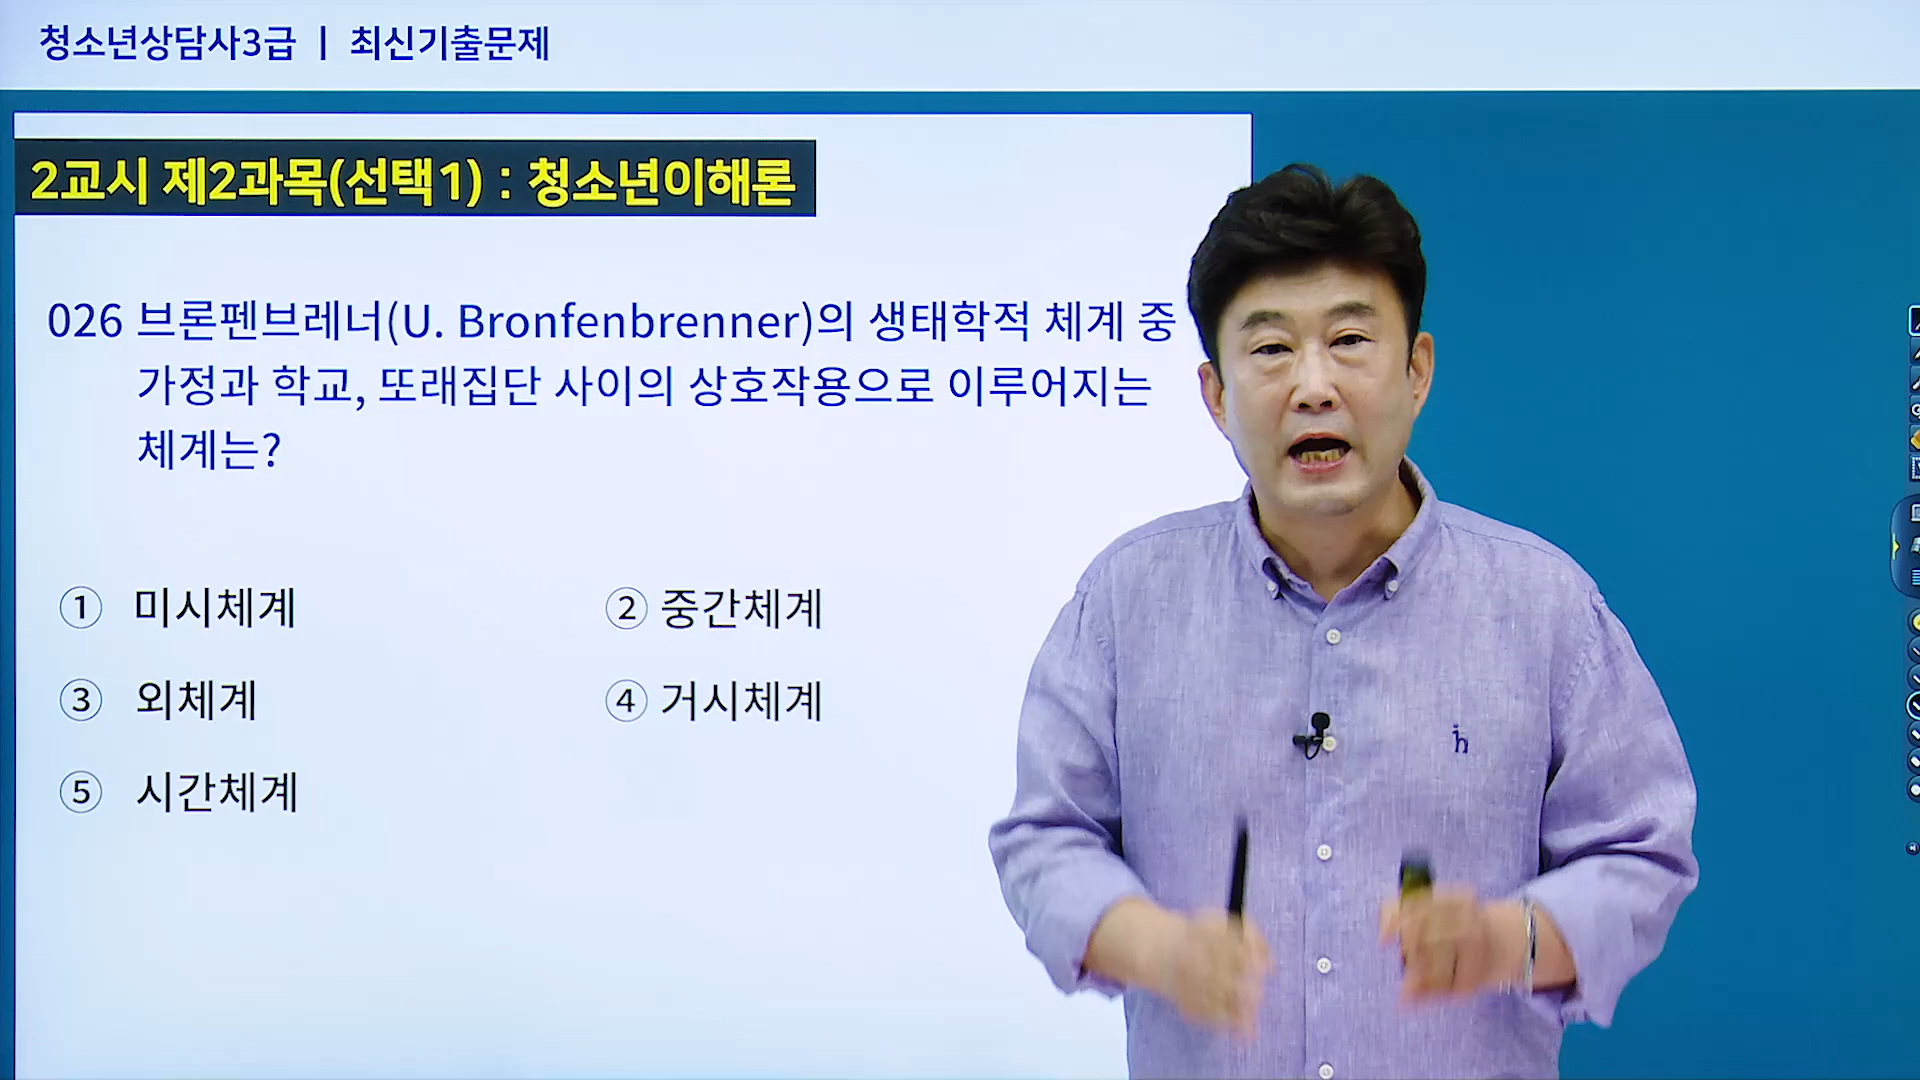 청소년상담사3급 | 최신기출문제
2교시 제2과목(선택1) : 청소년이해론
026 브론펜브레너(U. Bronfenbrenner)의 생태학적 체계 중
가정과 학교, 또래집단 사이의 상호작용으로 이루어지는
체계는?
① 미시체계
② 중간체계
③ 외체계
④ 거시체계
⑤ 시간체계
h